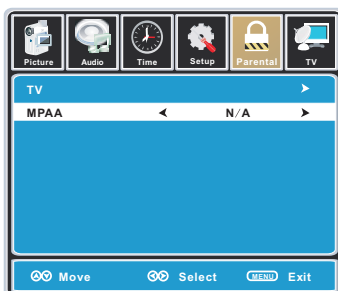 Picture Audio Time Setup Parental TV
TV
MPAA N/A
Move Select MENU Exit